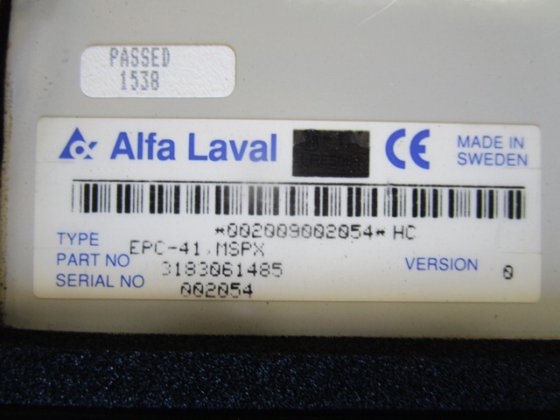 PASSED
1538
Alfa Laval CE MADE IN
SWEDEN
*002009002054* HC
TYPE EPC-41.MSPX
PART NO 3183061485
VERSION 0
SERIAL NO 002054